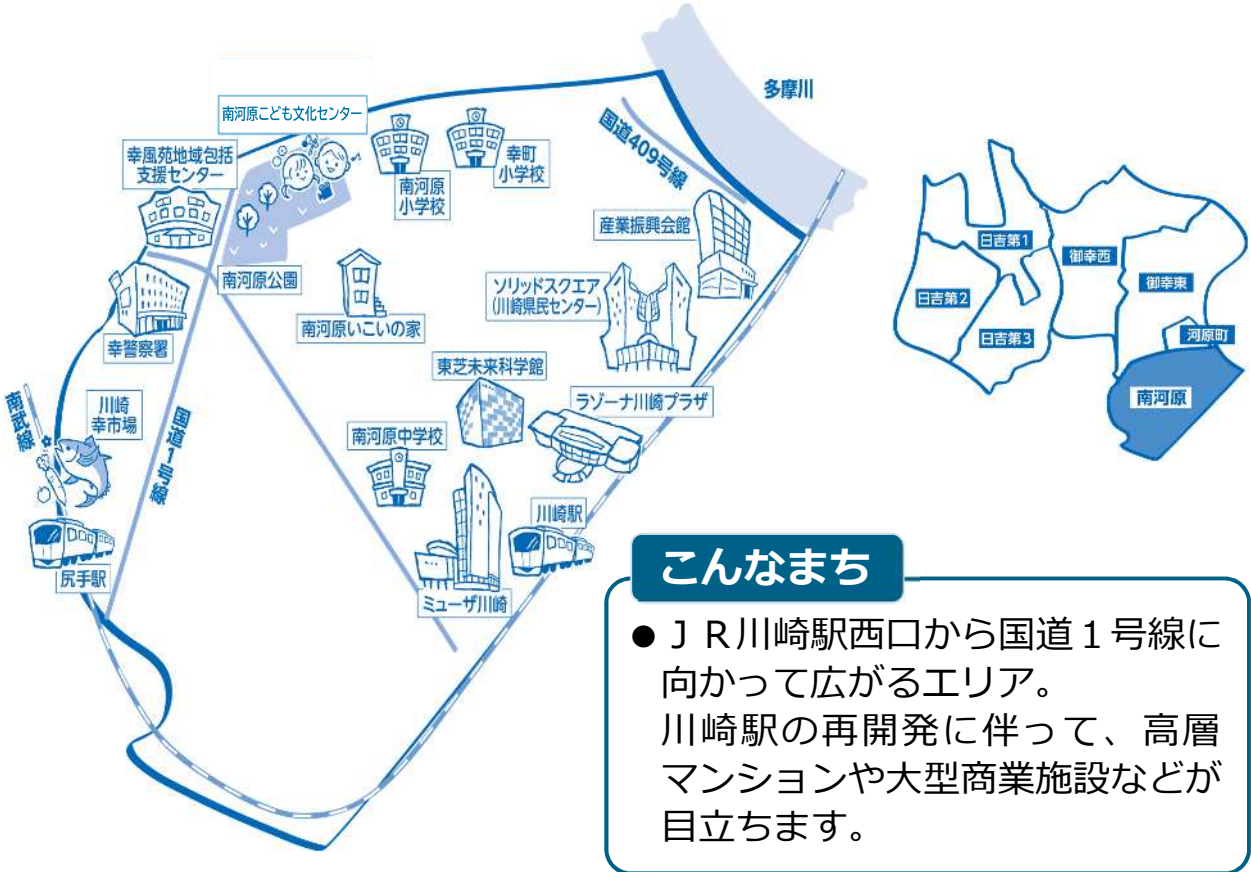 多摩川
国道409号線
南河原こども文化センター
幸風苑地域包括
支援センター
南河原
小学校
幸町
小学校
産業振興会館
南河原公園
ソリッドスクエア
(川崎県民センター)
南河原いこいの家
幸警察署
東芝未来科学館
ラゾーナ川崎プラザ
南武線
川崎
幸市場
国道1号線
南河原中学校
川崎駅
尻手駅
ミューザ川崎
日吉第1
御幸西
日吉第2
御幸東
日吉第3
河原町
南河原
こんなまち
●ＪＲ川崎駅西口から国道１号線に
向かって広がるエリア。
川崎駅の再開発に伴って、高層
マンションや大型商業施設などが
目立ちます。